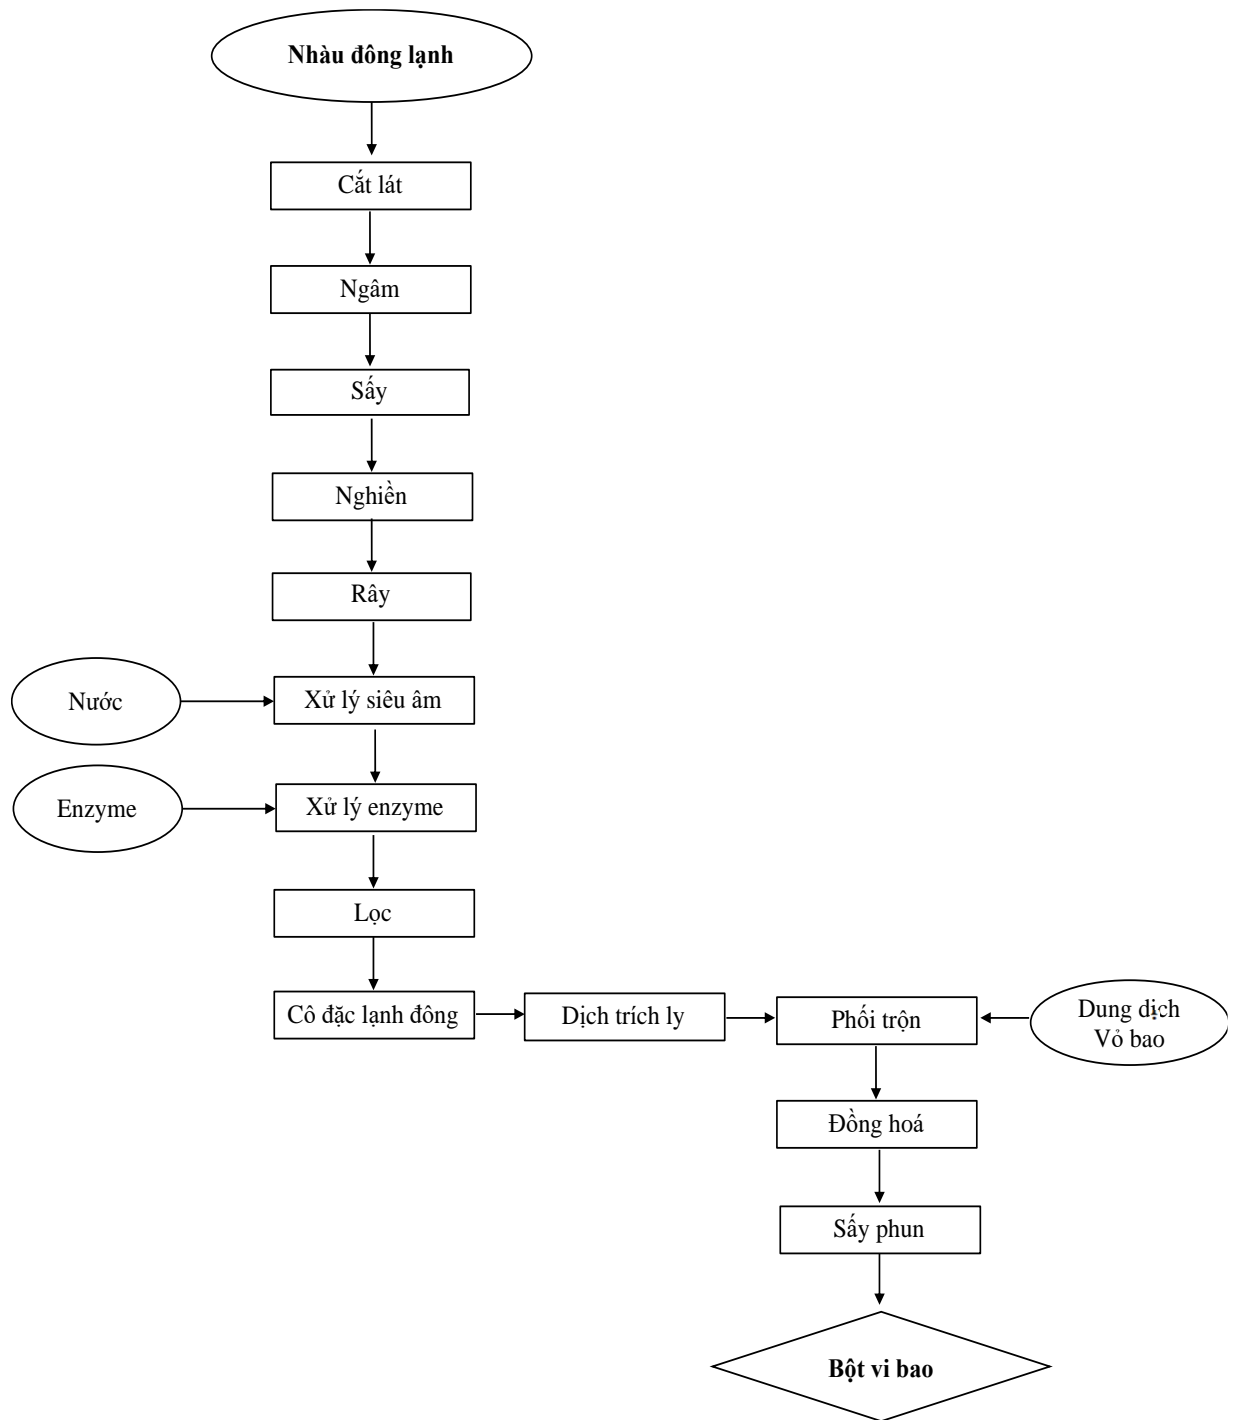 Nhàu đông lạnh
Cắt lát
Ngâm
Sấy
Nghiền
Rây
Nước
Xử lý siêu âm
Enzyme
Xử lý enzyme
Lọc
Cô đặc lạnh đông
Dịch trích ly
Phối trộn
Dung dịch
Vỏ bao
Đồng hoá
Sấy phun
Bột vi bao